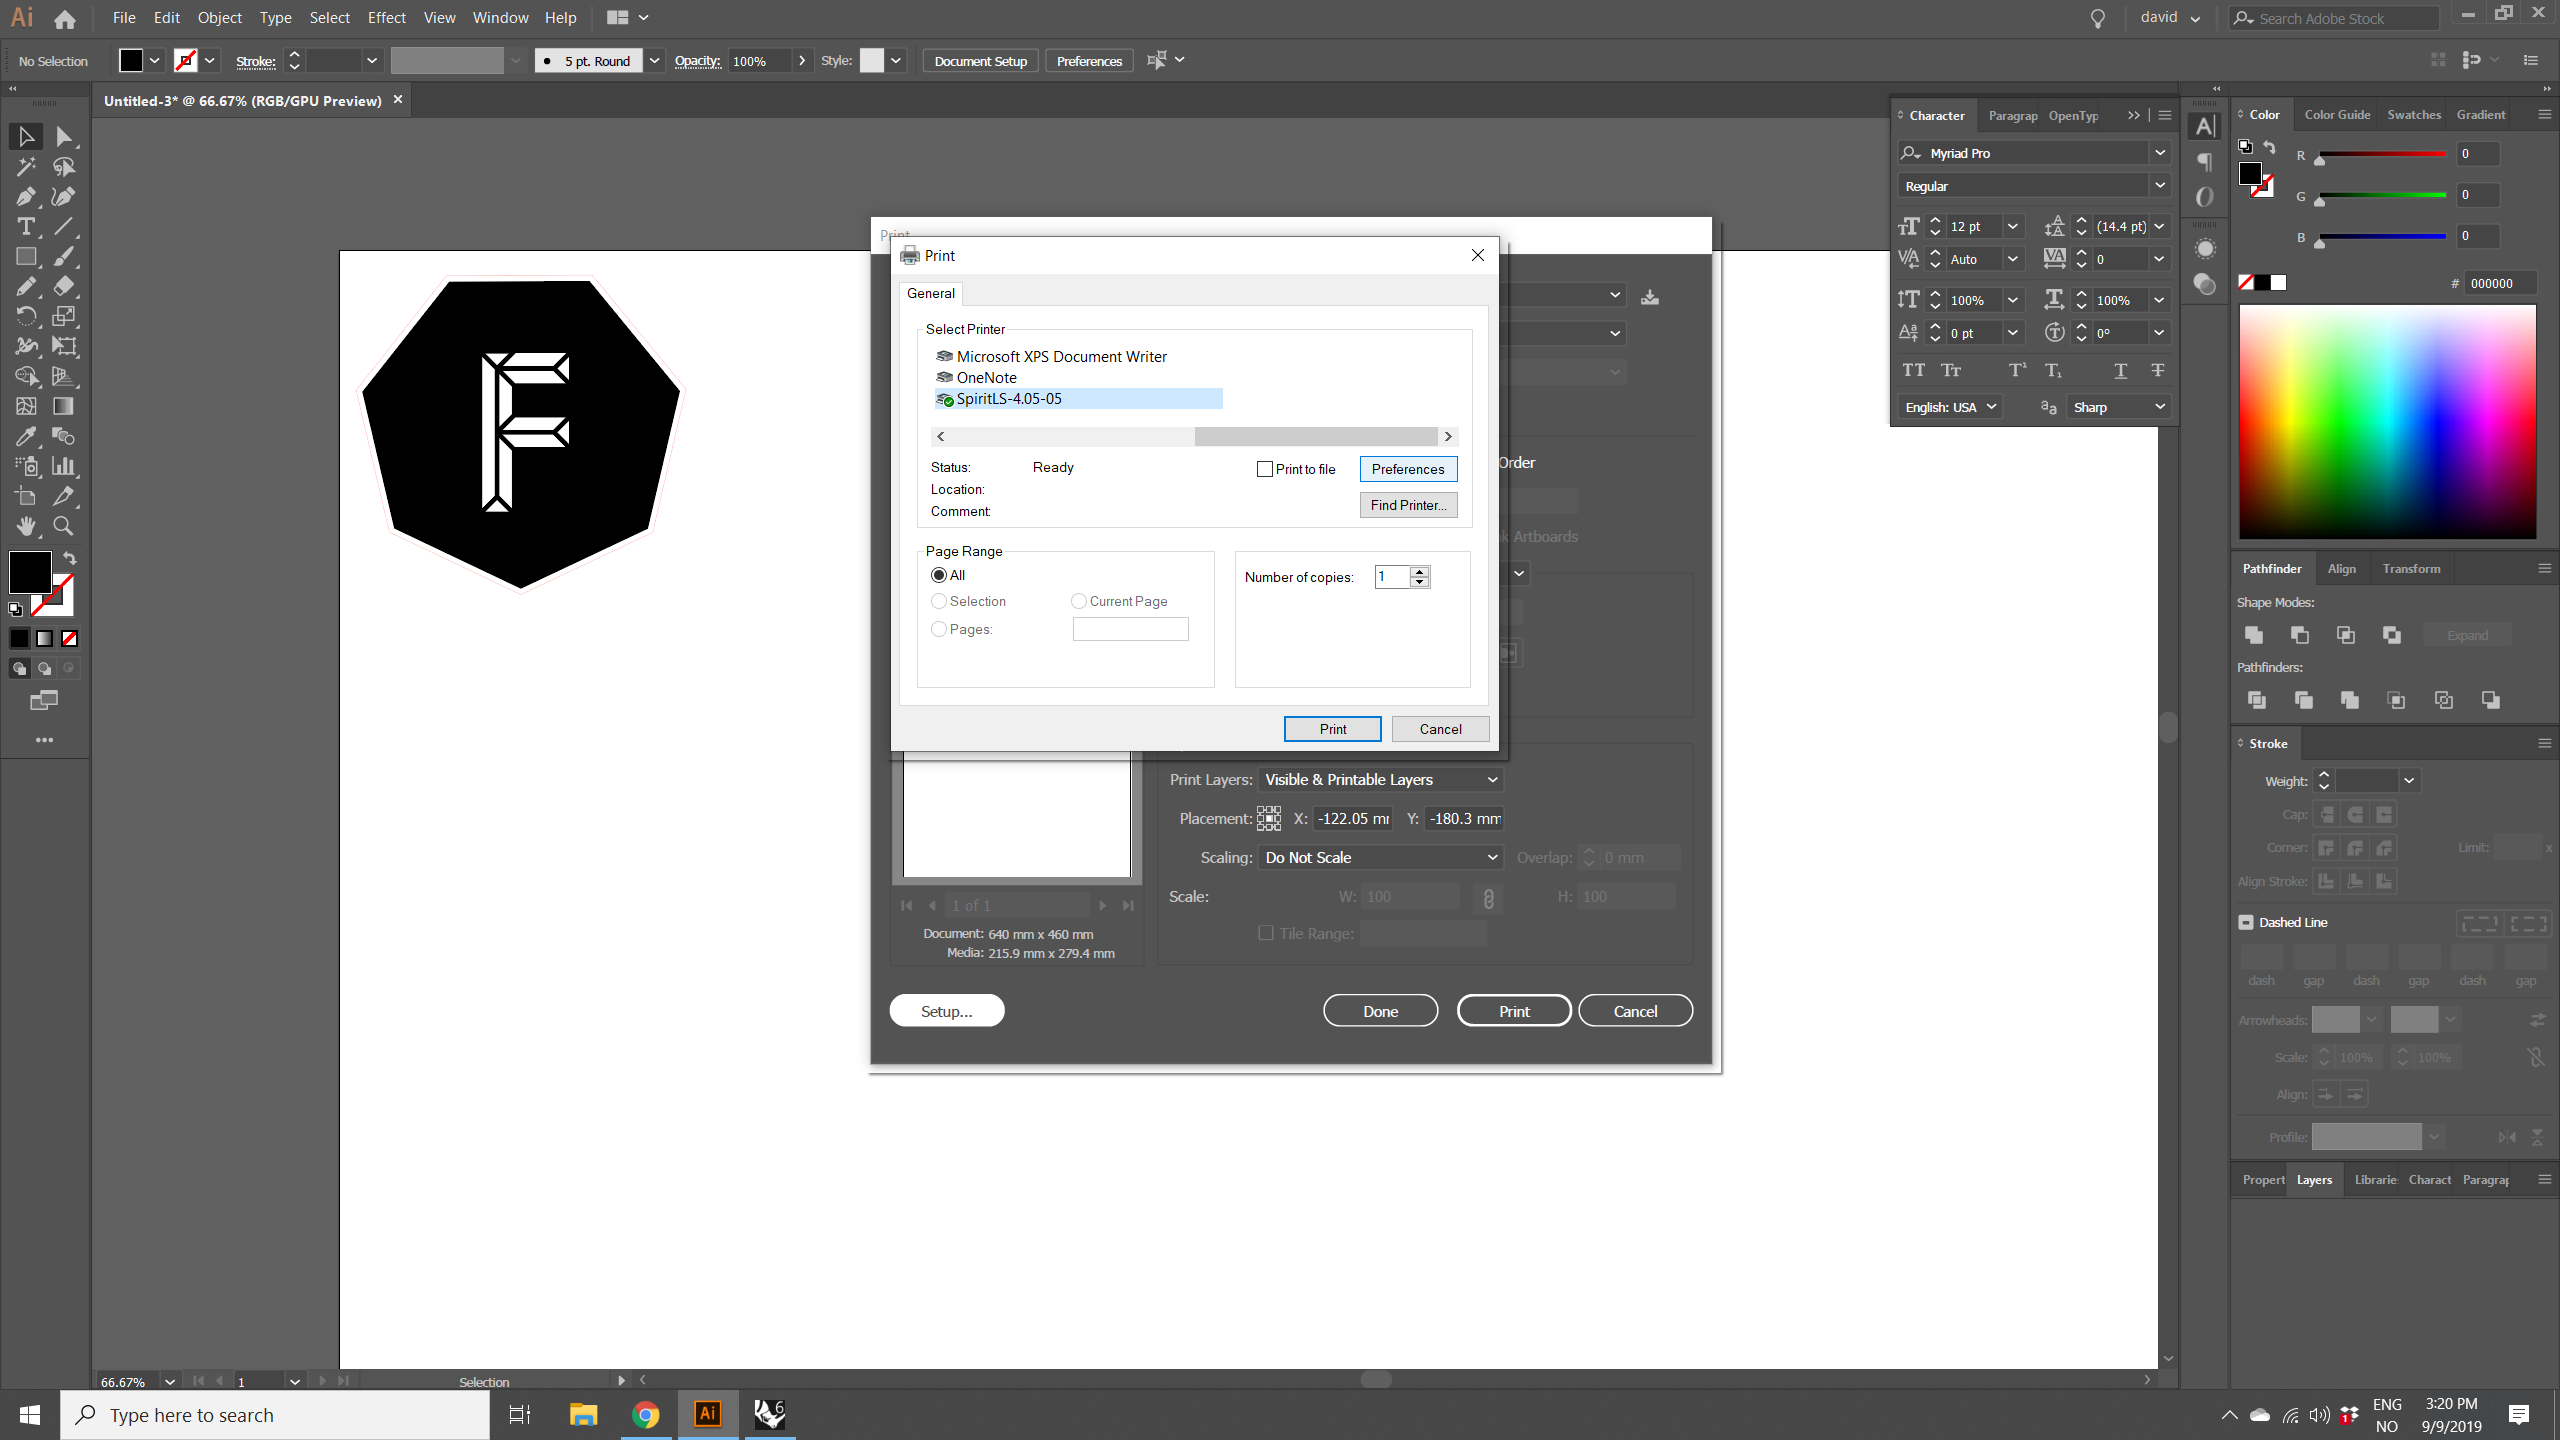 Ai File Edit Object Type Select Effect View Window Help david Search Adobe Stock
No Selection Stroke: 5 pt. Round Opacity: 100% Style: Document Setup Preferences
Untitled-3* @ 66.67% (RGB/GPU Preview)
Character Paragrap OpenTyp
Myriad Pro
Regular
12 pt (14.4 pt)
Auto 0
100% 100%
0 pt 0°
English: USA Sharp
Color Color Guide Swatches Gradient
R 0
G 0
B 0
# 000000
Pathfinder Align Transform
Shape Modes:
Expand
Pathfinders:
Stroke
Weight:
Cap:
Corner: Limit: x
Align Stroke:
Dashed Line
dash gap dash gap dash gap
Arrowheads:
Scale: 100% 100%
Align:
Profile:
Propert Layers Librarie Charact Paragrap
F
Print
Print
General
Select Printer
Microsoft XPS Document Writer
OneNote
SpiritLS-4.05-05
Status: Ready
Location:
Comment:
Print to file Preferences
Find Printer...
Page Range
All
Selection Current Page
Pages:
Number of copies: 1
Print Cancel
Order
Artboards
Print Layers: Visible & Printable Layers
Placement: X: -122.05 mm Y: -180.3 mm
Scaling: Do Not Scale Overlap: 0 mm
Scale: W: 100 H: 100
Tile Range:
1 of 1
Document: 640 mm x 460 mm
Media: 215.9 mm x 279.4 mm
Setup... Done Print Cancel
66.67% 1 Selection
Type here to search
Ai 6
1
ENG
NO
3:20 PM
9/9/2019